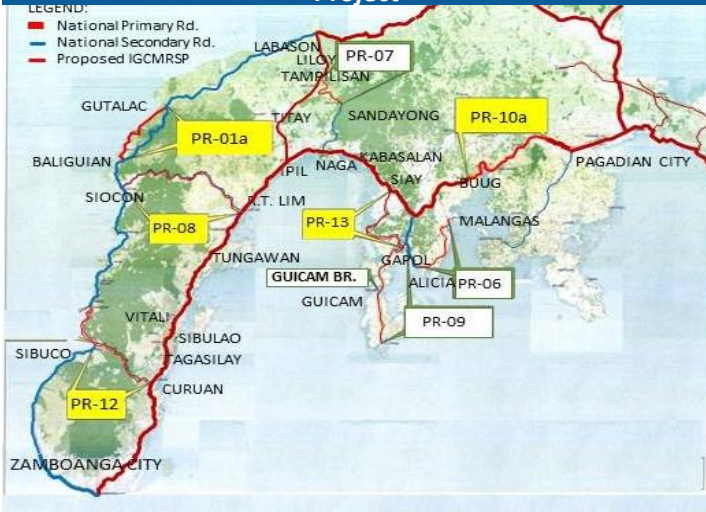 Project
LEGEND:
National Primary Rd.
National Secondary Rd.
Proposed IGCMRSP
LABASON
LILOY
TAMPILISAN
PR-07
GUTALAC
TITAY
SANDAYONG
PR-10a
PR-01a
BALIGUIAN
NAGA
KABASALAN
PAGADIAN CITY
IPIL
SIAY
BUUG
SIOCON
R.T. LIM
PR-08
PR-13
MALANGAS
TUNGAWAN
GAPOL
GUICAM BR.
ALICIA
PR-06
GUICAM
VITALI
PR-09
SIBULAO
SIBUCO
TAGASILAY
CURUAN
PR-12
ZAMBOANGA CITY